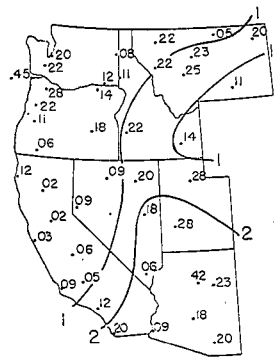 1
.22 .05 .20
.20 .08 .23
.22 .22
.45 .12 .11 .25
.28 .14 .11
.22
.11 .18 .22
.06 .14
1
.12 .09 .20 .28
.02
.02 .09 .18 .28
.03 2
.06 .06
.09 .05 .42 .23
1 .12 .18
2 .20 .09 .20